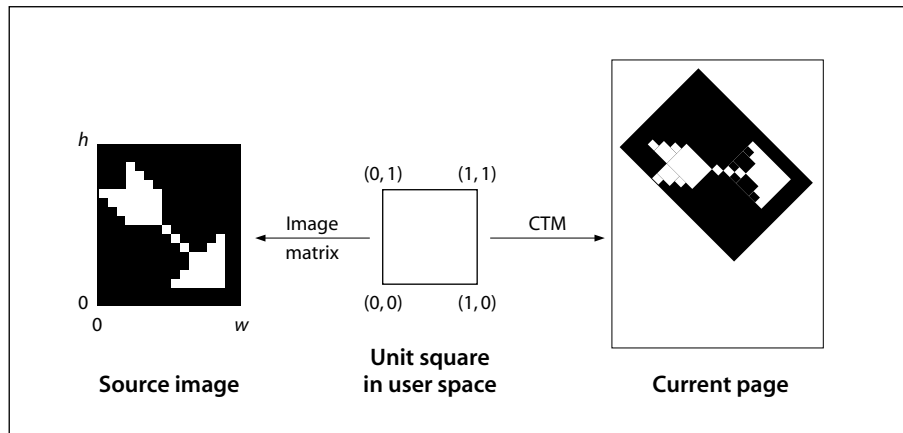 h
(0, 1) (1, 1)
Image
matrix
CTM
0
(0, 0) (1, 0)
0 w
Source image
Unit square
in user space
Current page